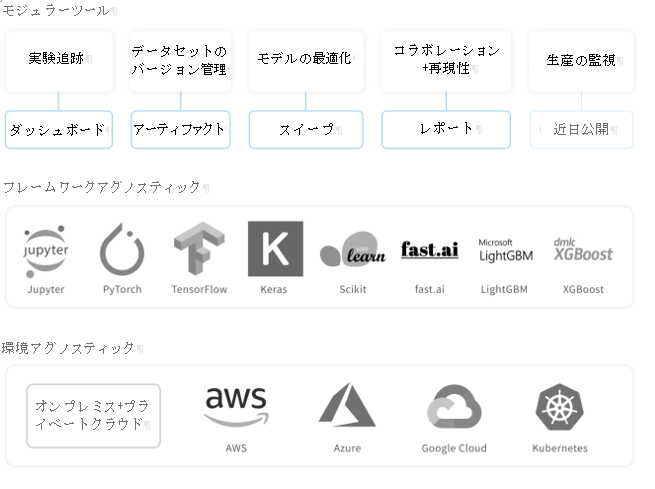 モジュラーツール
実験追跡
データセットの
バージョン管理
モデルの最適化
コラボレーション
+再現性
生産の監視
ダッシュボード
アーティファクト
スイープ
レポート
近日公開
フレームワークアグノスティック
jupyter
learn
fast.ai
Microsoft
LightGBM
dmlc
XGBoost
K
Jupyter
PyTorch
TensorFlow
Keras
Scikit
fast.ai
LightGBM
XGBoost
環境アグノスティック
オンプレミス+プラ
イベートクラウド
aws
AWS
Azure
Google Cloud
Kubernetes